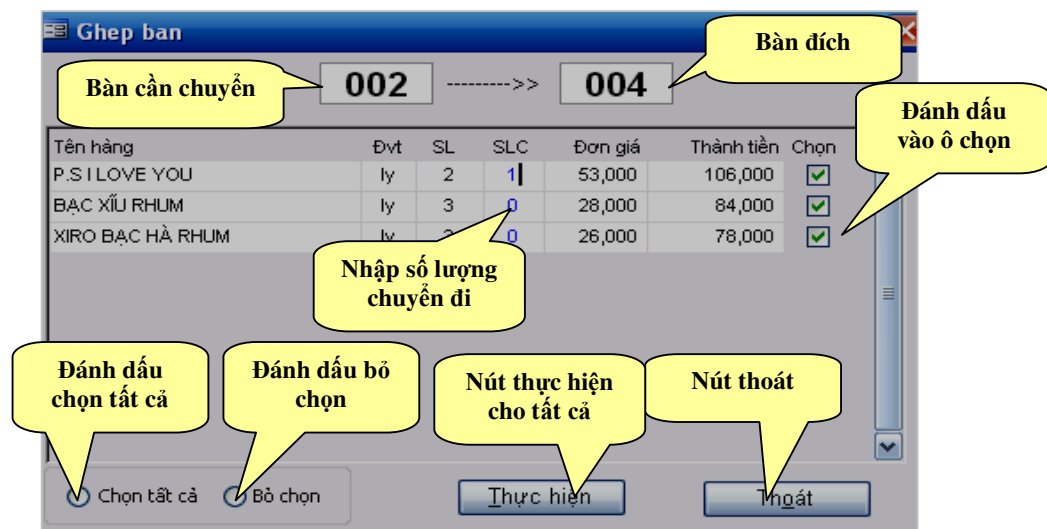 Ghep ban
Bàn đích
Bàn cần chuyển
002 -------->> 004
Đánh dấu
vào ô chọn
Tên hàng Đvt SL SLC Đơn giá Thành tiền Chọn
P.S I LOVE YOU ly 2 1 53,000 106,000
BẠC XĨU RHUM ly 3 0 28,000 84,000
XIRO BẠC HÀ RHUM ly 0 26,000 78,000
Nhập số lượng
chuyển đi
Đánh dấu
chọn tất cả
Đánh dấu bỏ
chọn
Nút thực hiện
cho tất cả
Nút thoát
Chọn tất cả Bỏ chọn Thực hiện Thoát